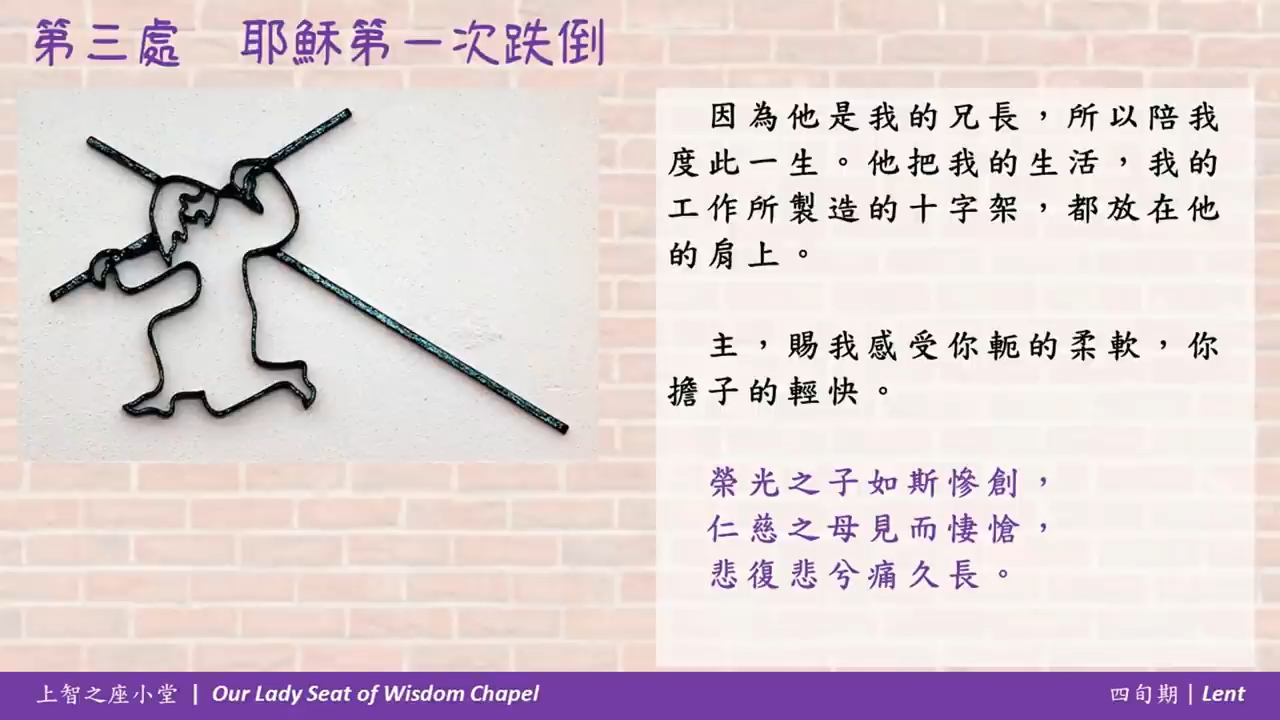 第三處　耶穌第一次跌倒
因為他是我的兄長，所以陪我
度此一生。他把我的生活，我的
工作所製造的十字架，都放在他
的肩上。
主，賜我感受你軛的柔軟，你
擔子的輕快。
榮光之子如斯慘創，
仁慈之母見而悽愴，
悲復悲兮痛久長。
上智之座小堂 | Our Lady Seat of Wisdom Chapel
四旬期 | Lent